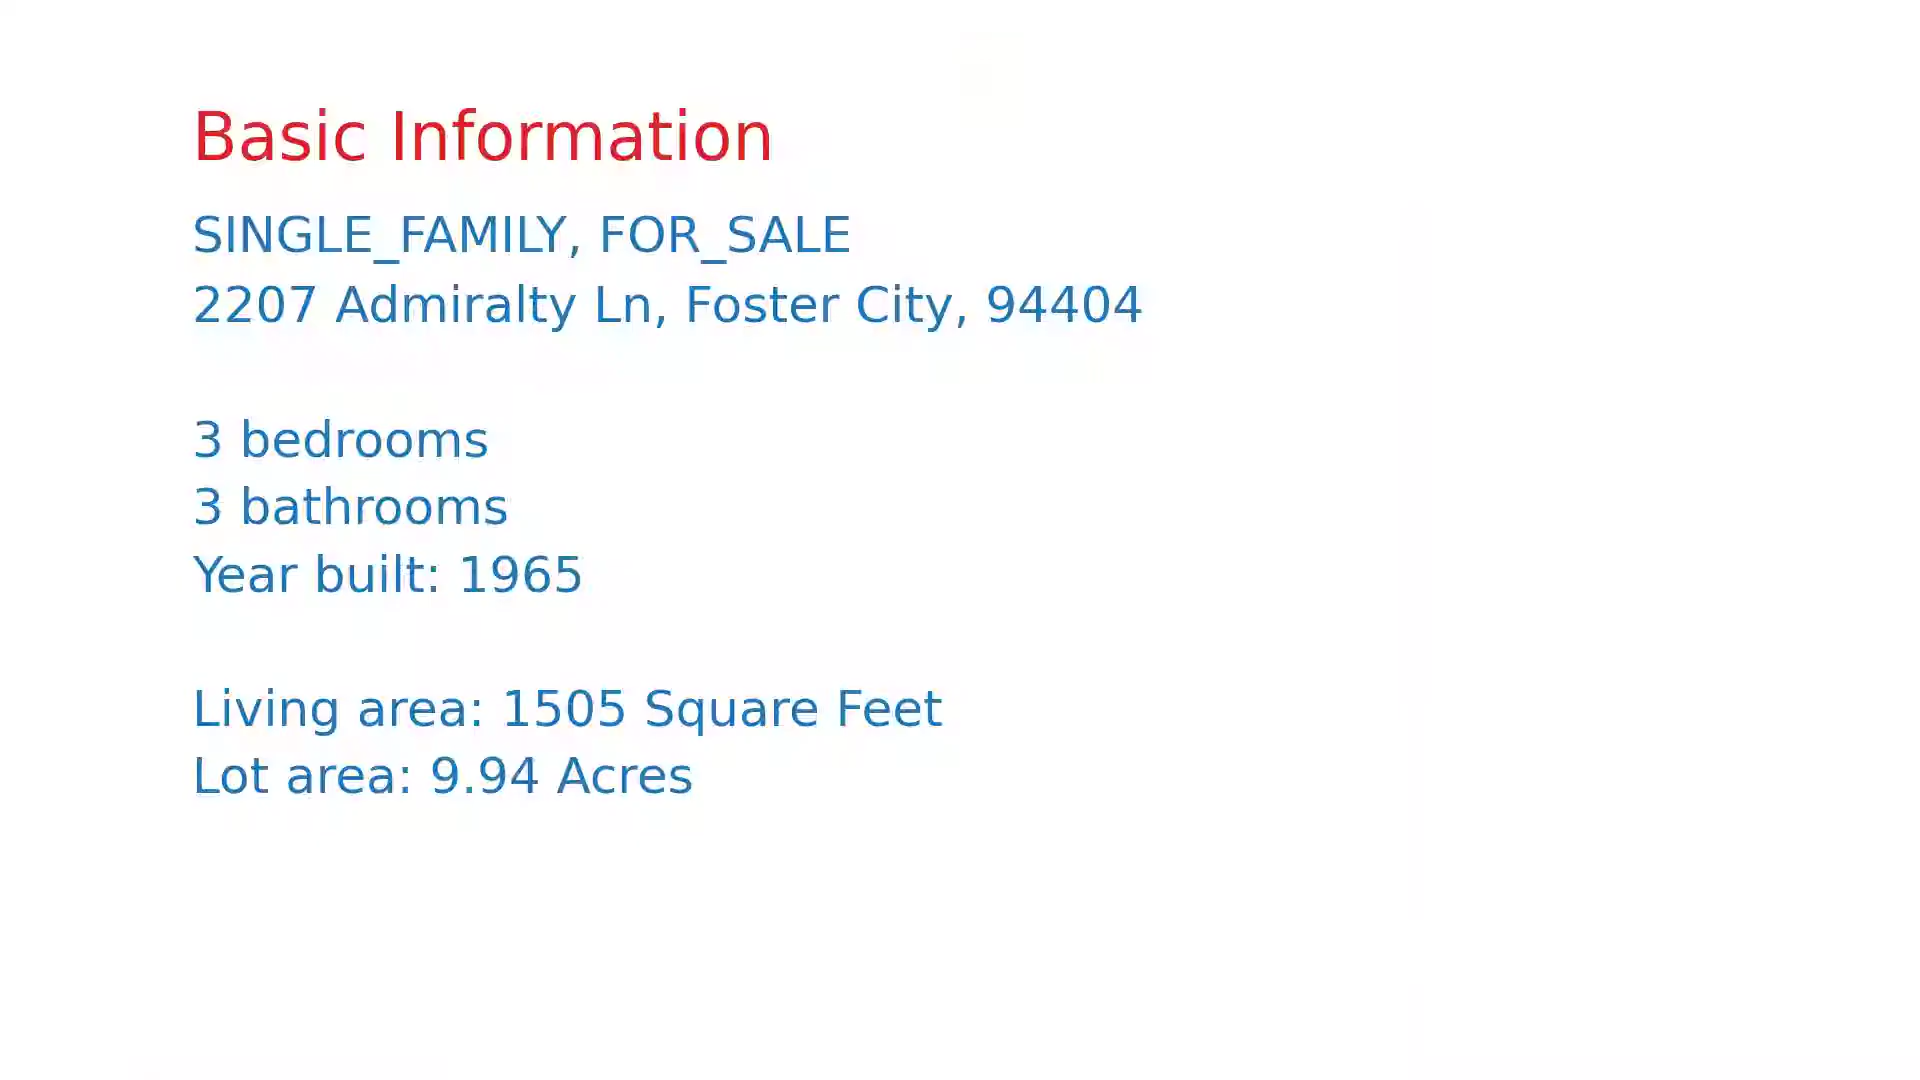 Basic Information
SINGLE_FAMILY, FOR_SALE
2207 Admiralty Ln, Foster City, 94404
3 bedrooms
3 bathrooms
Year built: 1965
Living area: 1505 Square Feet
Lot area: 9.94 Acres